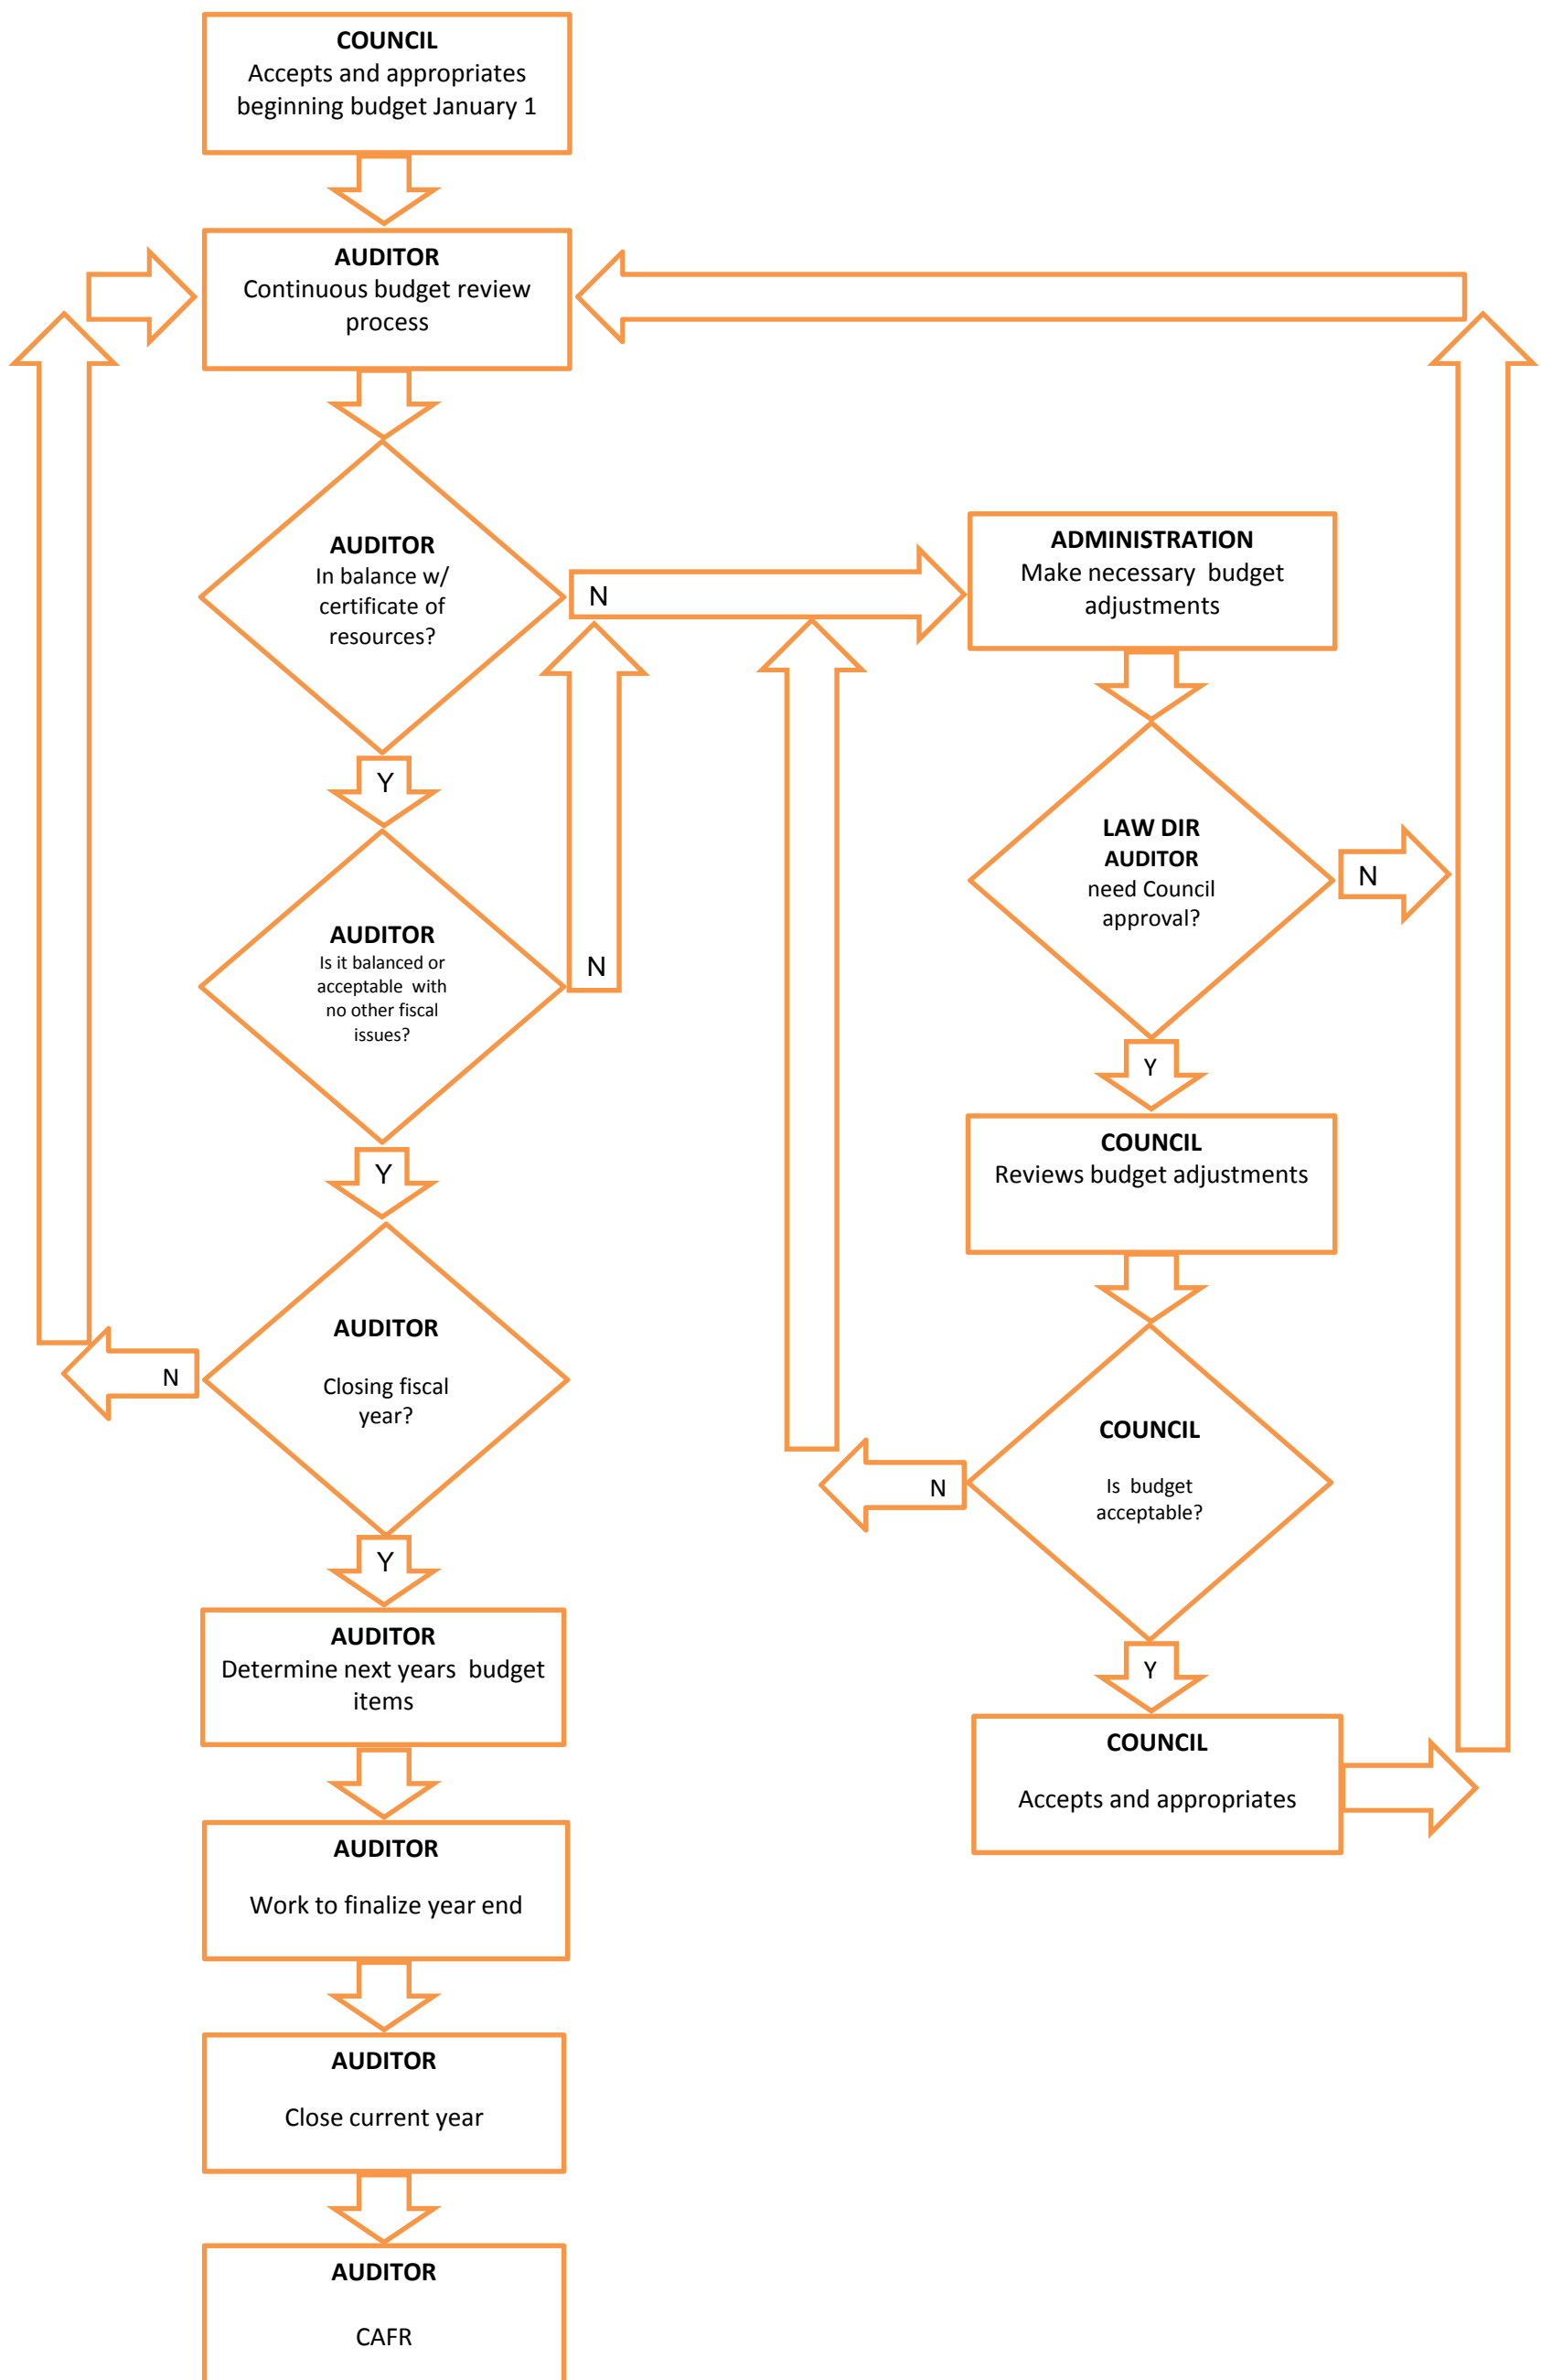 COUNCIL
Accepts and appropriates
beginning budget January 1
AUDITOR
Continuous budget review
process
AUDITOR
In balance w/
certificate of
resources?
N
ADMINISTRATION
Make necessary  budget
adjustments
Y
LAW DIR
AUDITOR
need Council
approval?
N
AUDITOR
Is it balanced or
acceptable  with
no other fiscal
issues?
N
Y
COUNCIL
Reviews budget adjustments
Y
AUDITOR
Closing fiscal
year?
N
COUNCIL
Is  budget
acceptable?
N
Y
AUDITOR
Determine next years  budget
items
Y
COUNCIL
Accepts and appropriates
AUDITOR
Work to finalize year end
AUDITOR
Close current year
AUDITOR
CAFR